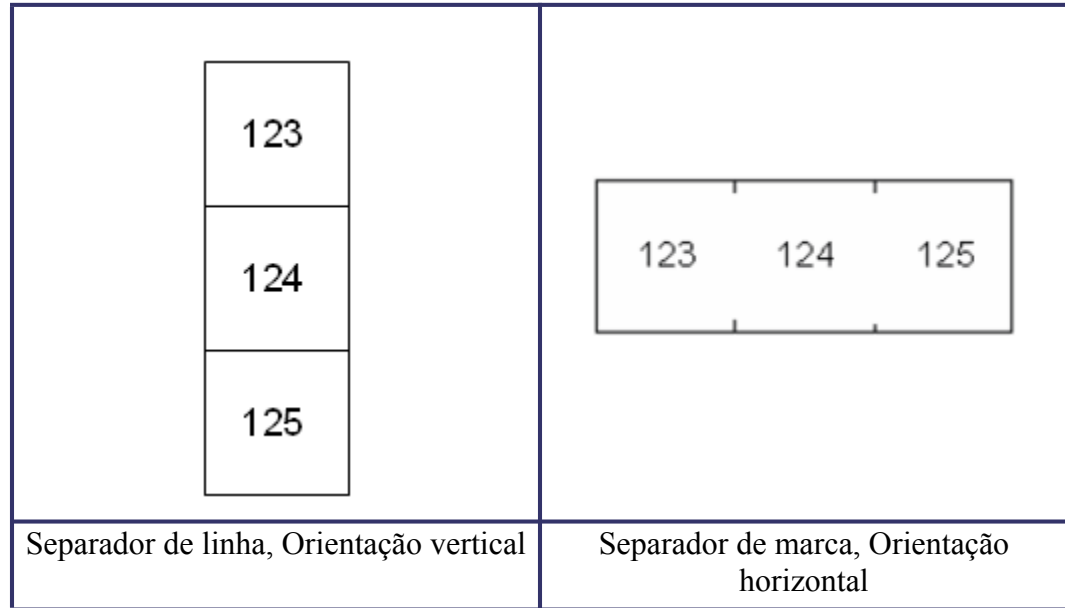 123
124
125
123 124 125
Separador de linha, Orientação vertical
Separador de marca, Orientação
horizontal